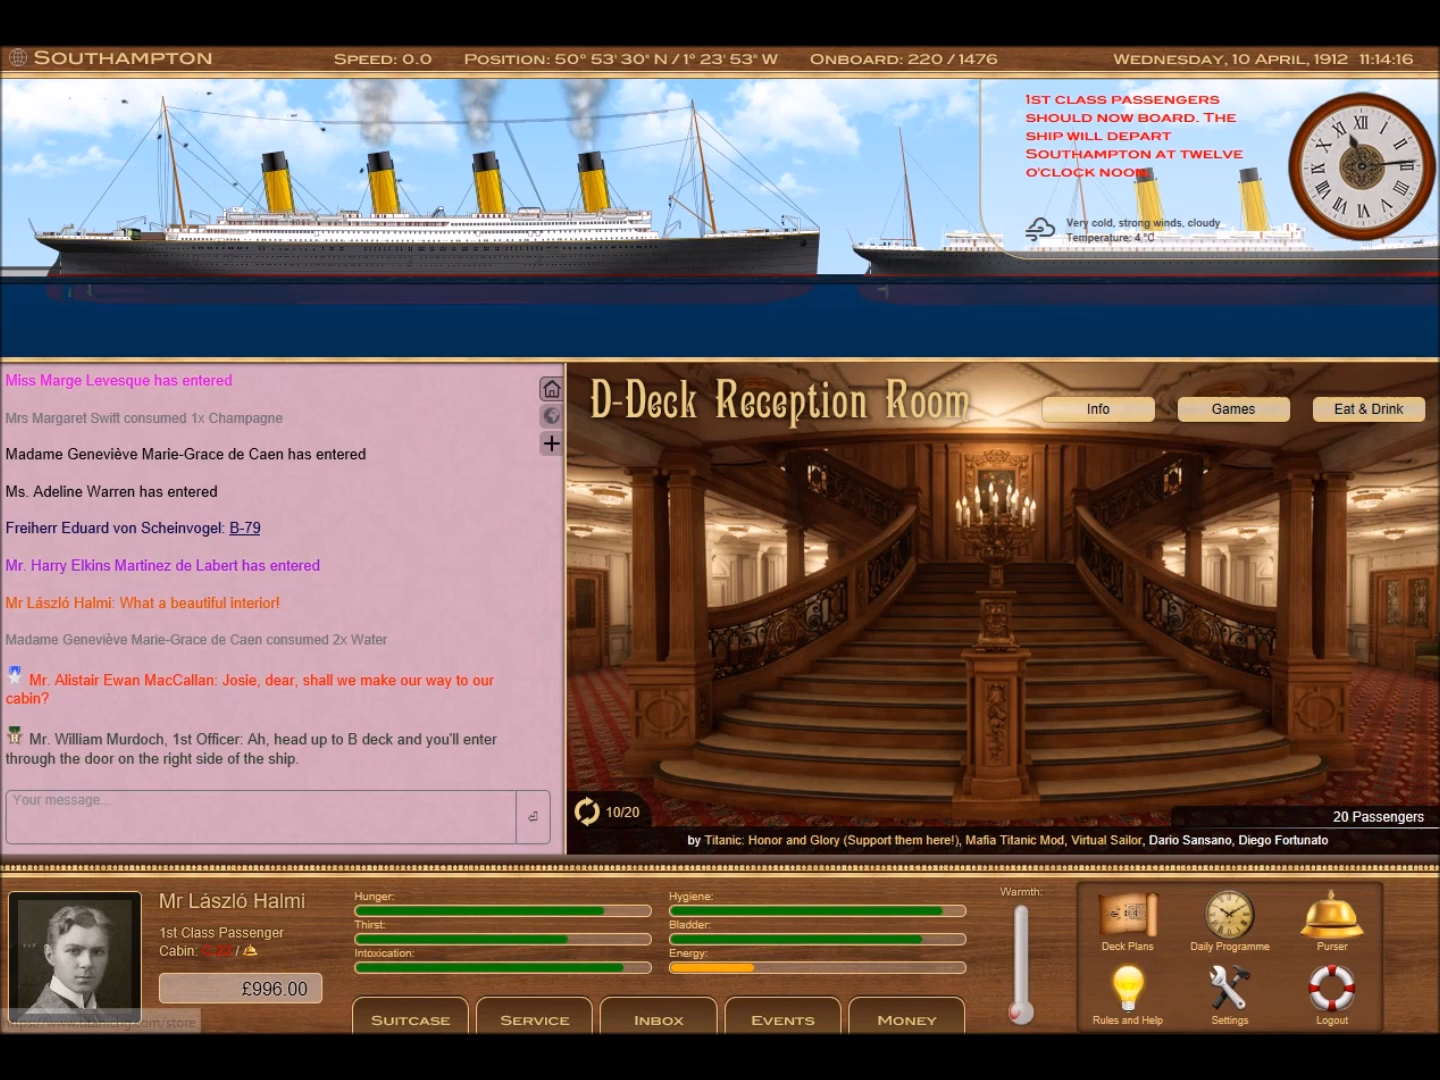 Southampton
Speed: 0.0
Position: 50° 53' 30" N / 1° 23' 53" W
Onboard: 220 / 1476
Wednesday, 10 April, 1912 11:14:16
1st class passengers
should now board. The
ship will depart
Southampton at twelve
o'clock noon.
Very cold, strong winds, cloudy
Temperature: 4 °C
Miss Marge Levesque has entered
Mrs Margaret Swift consumed 1x Champagne
Madame Geneviève Marie-Grace de Caen has entered
Ms. Adeline Warren has entered
Freiherr Eduard von Scheinvogel: B-79
Mr. Harry Elkins Martinez de Labert has entered
Mr László Halmi: What a beautiful interior!
Madame Geneviève Marie-Grace de Caen consumed 2x Water
Mr. Alistair Ewan MacCallan: Josie, dear, shall we make our way to our
cabin?
Mr. William Murdoch, 1st Officer: Ah, head up to B deck and you'll enter
through the door on the right side of the ship.
Your message...
D-Deck Reception Room
Info
Games
Eat & Drink
10/20
20 Passengers
by Titanic: Honor and Glory (Support them here!), Mafia Titanic Mod, Virtual Sailor, Dario Sansano, Diego Fortunato
Mr László Halmi
1st Class Passenger
Cabin: /
£996.00
Hunger:
Thirst:
Intoxication:
Hygiene:
Bladder:
Energy:
Warmth:
Suitcase
Service
Inbox
Events
Money
Deck Plans
Daily Programme
Purser
Rules and Help
Settings
Logout